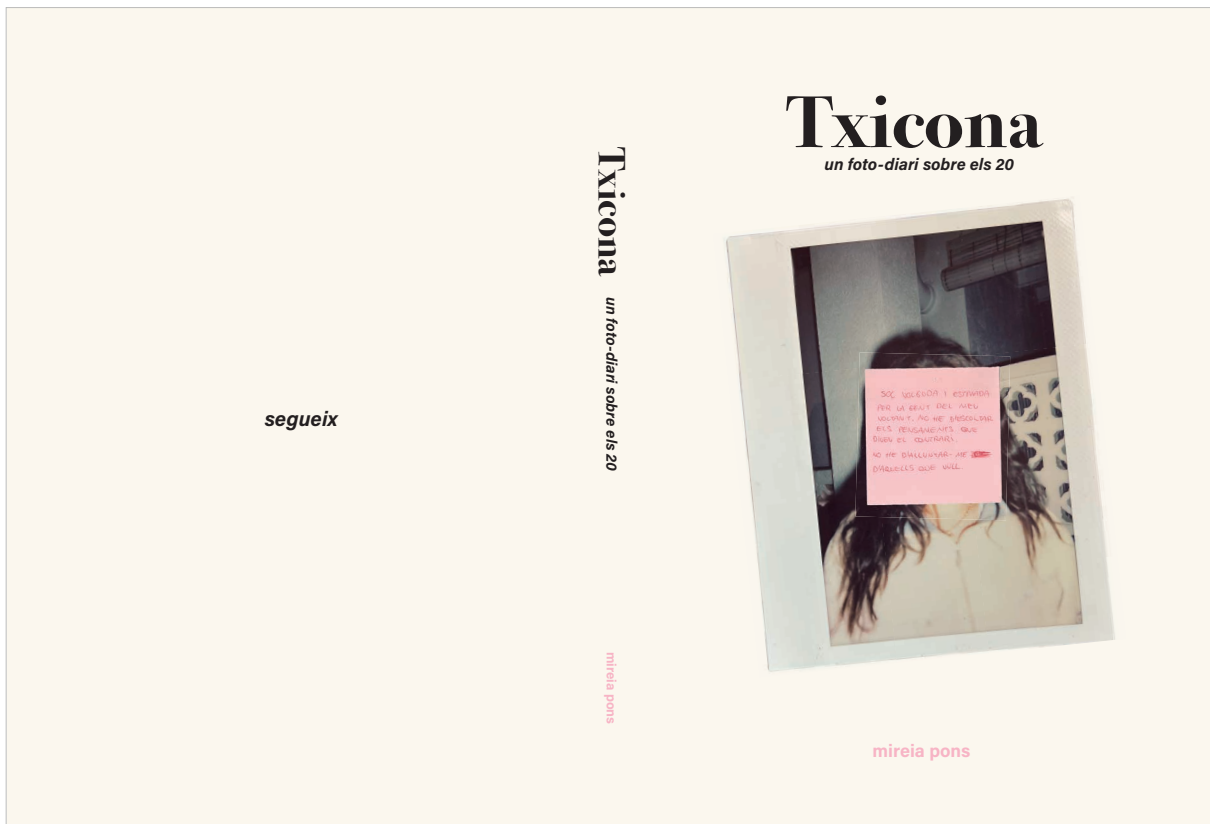 segueix
Txicona
un foto-diari sobre els 20
mireia pons
Txicona
un foto-diari sobre els 20
SOC VOLGUDA I ESTIMADA
PER LA GENT DEL MEU
VOLTANT. NO HE D'ESCOLTAR
ELS PENSAMENTS QUE
DIUEN EL CONTRARI.
NO HE D'ALLUNYAR-ME
D'AQUELLS QUE VULL.
mireia pons